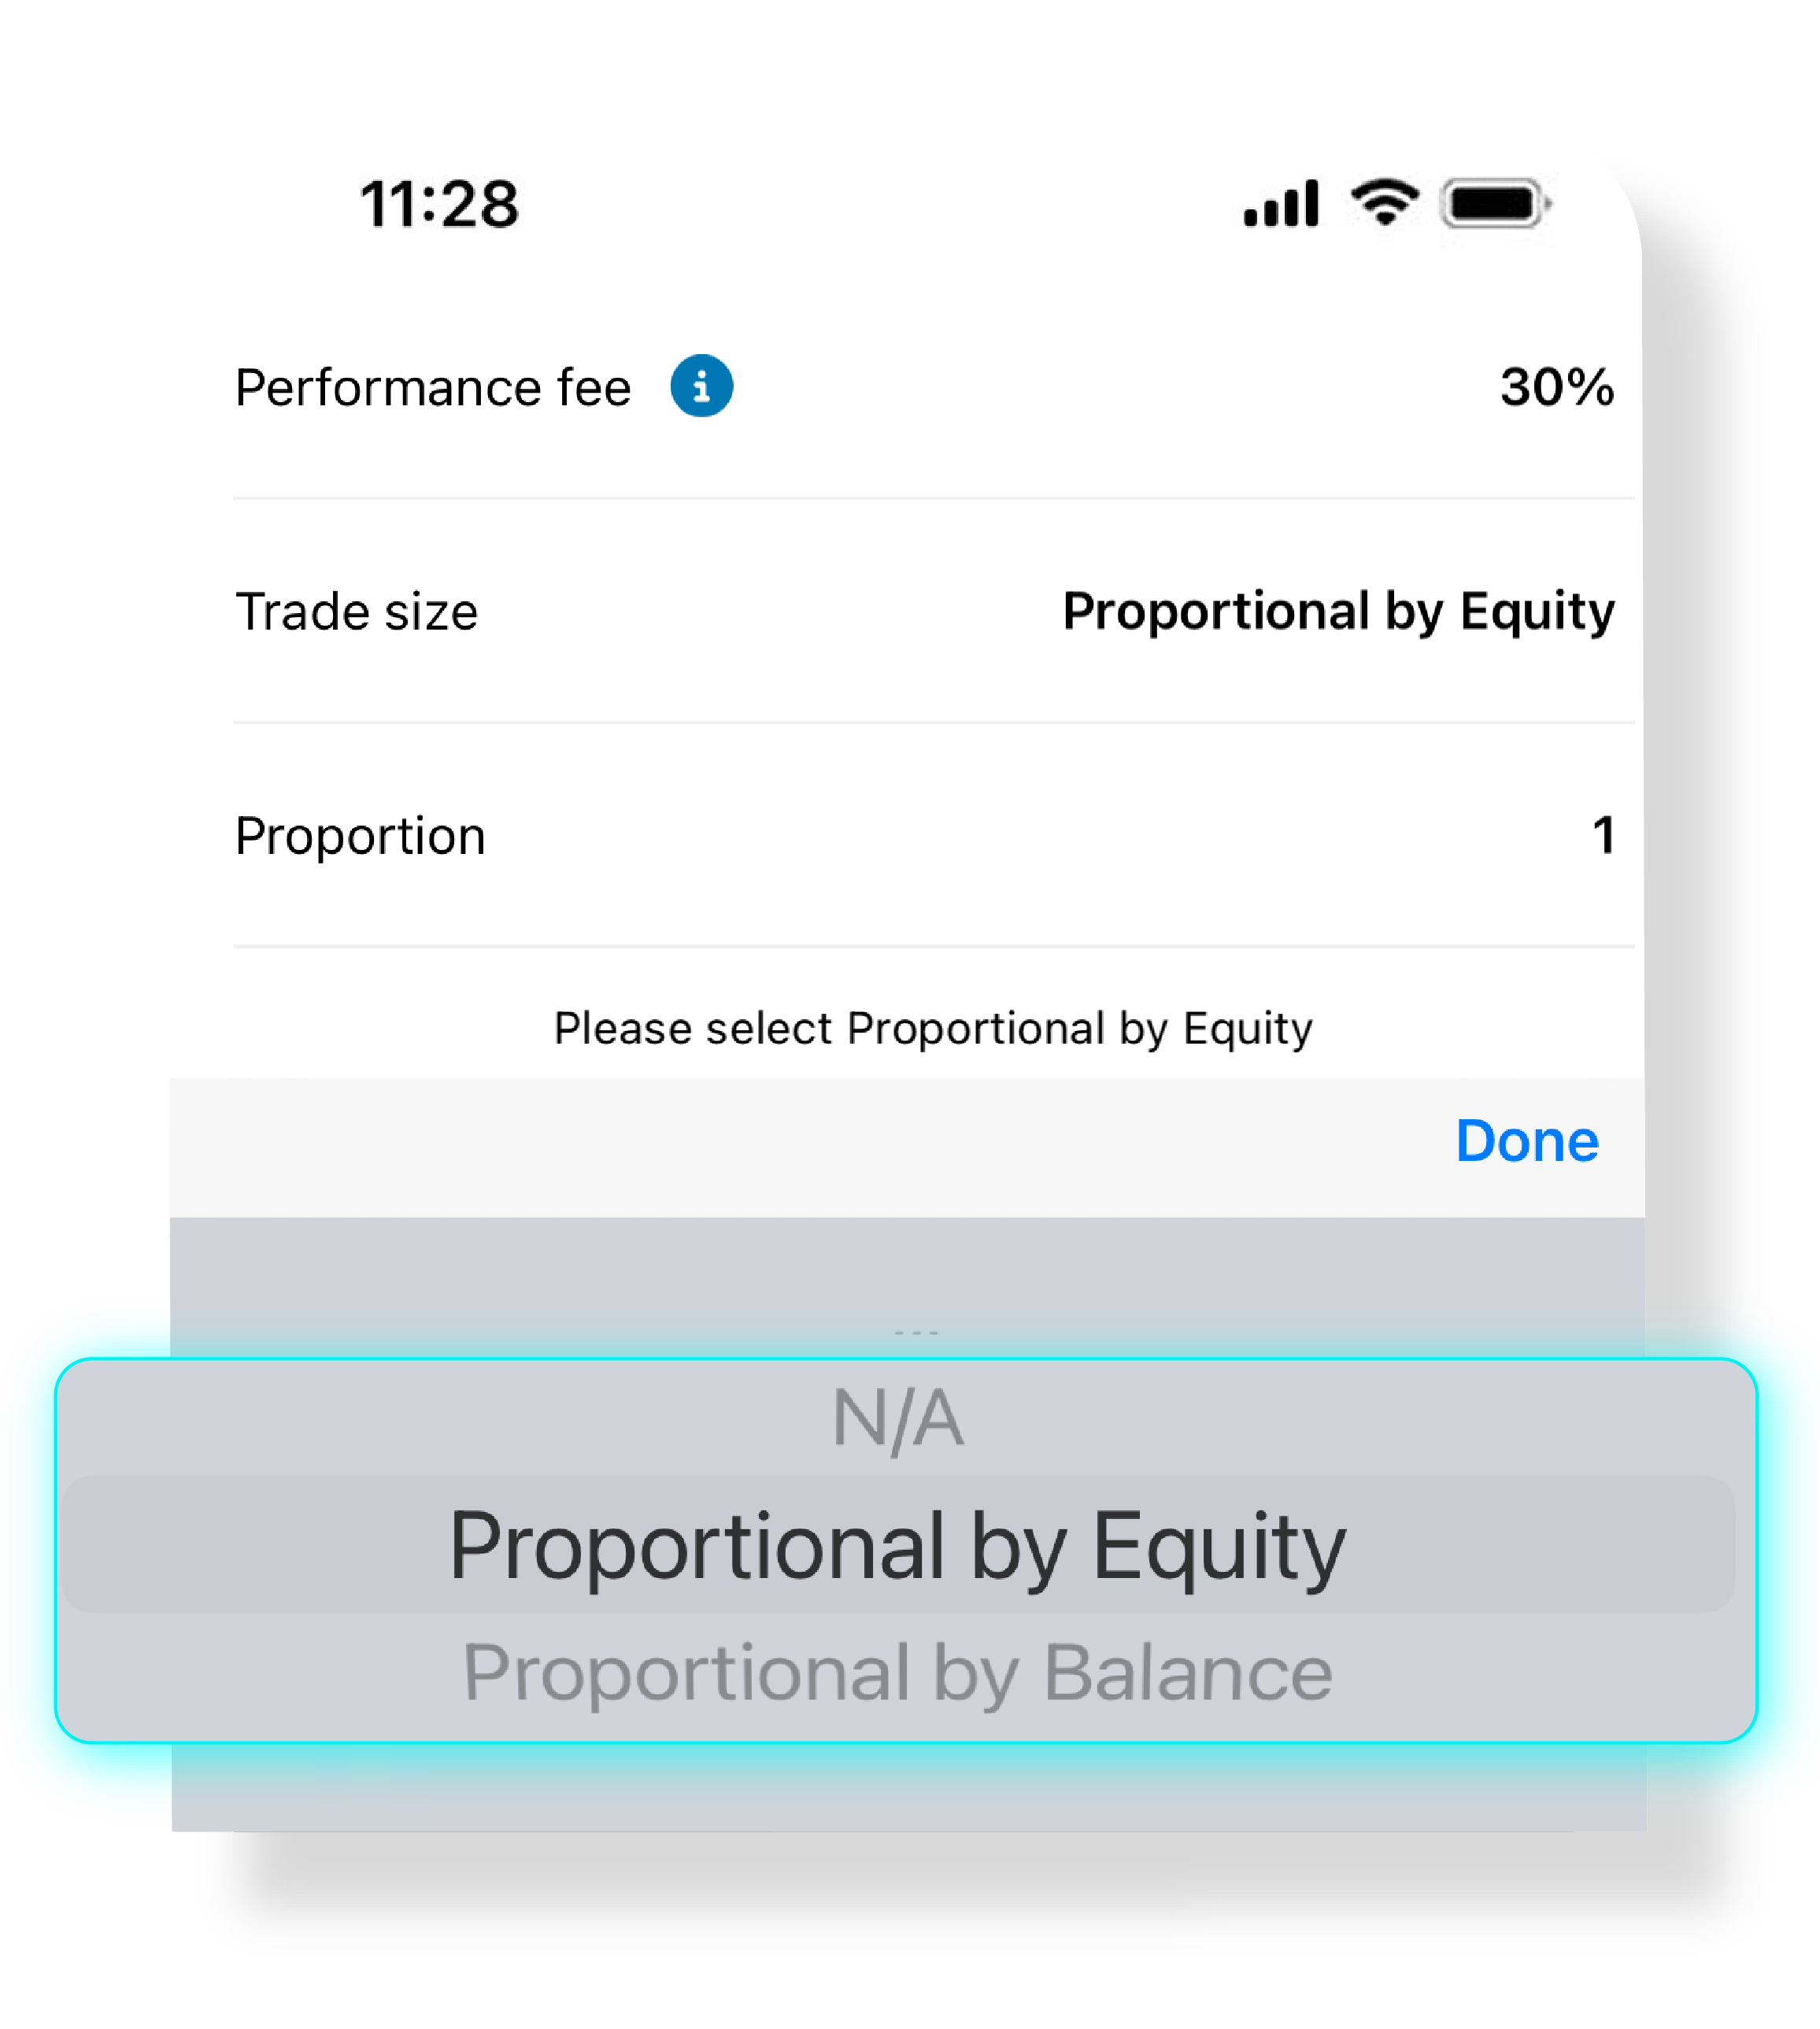 11:28
Performance fee i 30%
Trade size Proportional by Equity
Proportion 1
Please select Proportional by Equity
Done
---
N/A
Proportional by Equity
Proportional by Balance